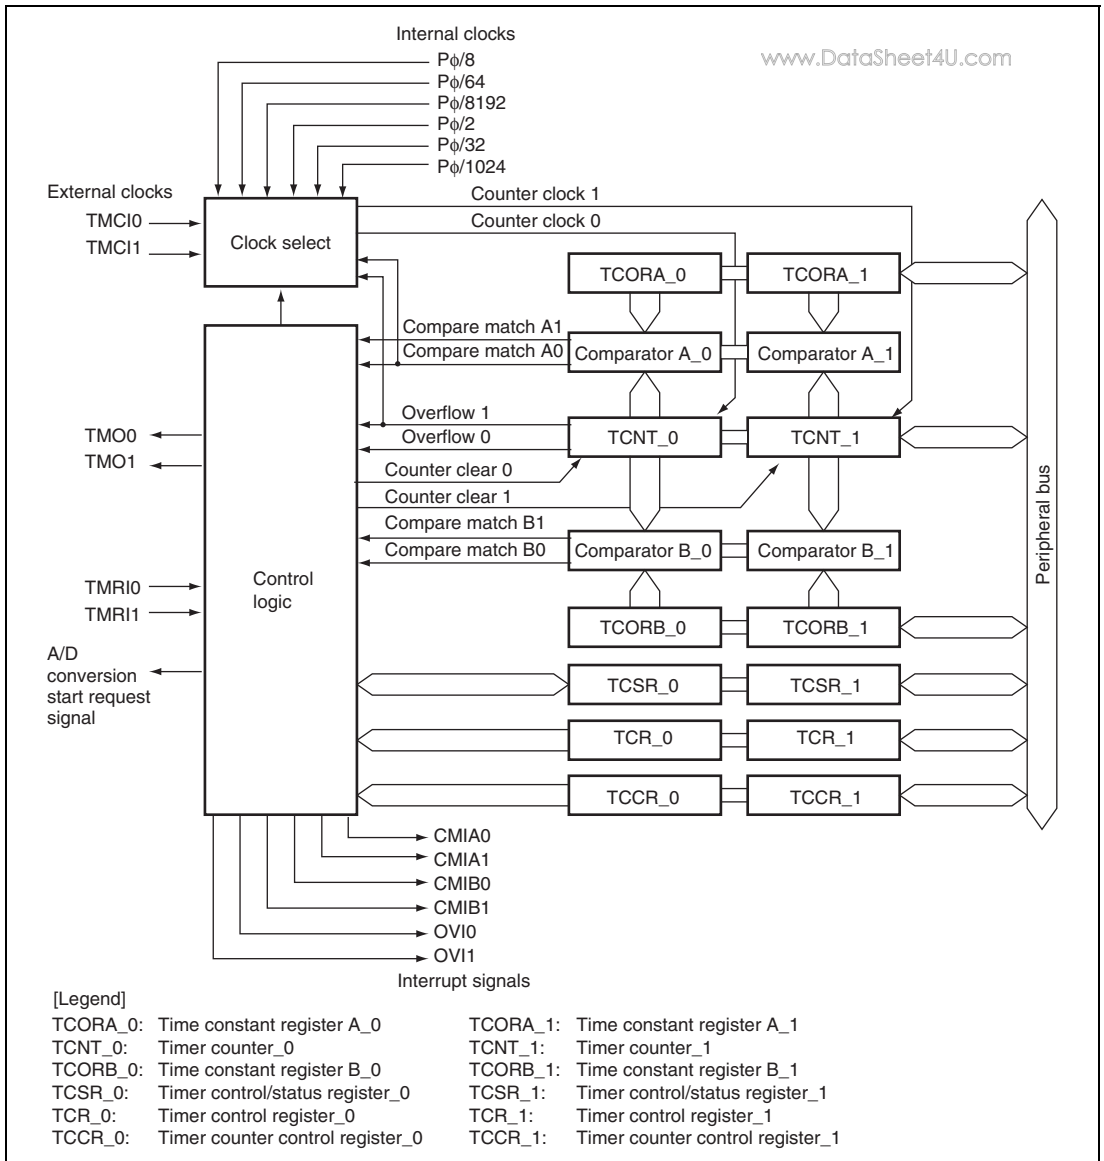 Internal clocks
www.DataSheet4U.com
Pϕ/8
Pϕ/64
Pϕ/8192
Pϕ/2
Pϕ/32
Pϕ/1024
External clocks
TMCI0
TMCI1
Clock select
Counter clock 1
Counter clock 0
TCORA_0
TCORA_1
Compare match A1
Compare match A0
Comparator A_0
Comparator A_1
Overflow 1
Overflow 0
TCNT_0
TCNT_1
TMO0
TMO1
Counter clear 0
Counter clear 1
Compare match B1
Compare match B0
Comparator B_0
Comparator B_1
Control
logic
TMRI0
TMRI1
TCORB_0
TCORB_1
A/D
conversion
start request
signal
TCSR_0
TCSR_1
TCR_0
TCR_1
TCCR_0
TCCR_1
Peripheral bus
CMIA0
CMIA1
CMIB0
CMIB1
OVI0
OVI1
Interrupt signals
[Legend]
TCORA_0: Time constant register A_0 TCORA_1: Time constant register A_1
TCNT_0: Timer counter_0 TCNT_1: Timer counter_1
TCORB_0: Time constant register B_0 TCORB_1: Time constant register B_1
TCSR_0: Timer control/status register_0 TCSR_1: Timer control/status register_1
TCR_0: Timer control register_0 TCR_1: Timer control register_1
TCCR_0: Timer counter control register_0 TCCR_1: Timer counter control register_1